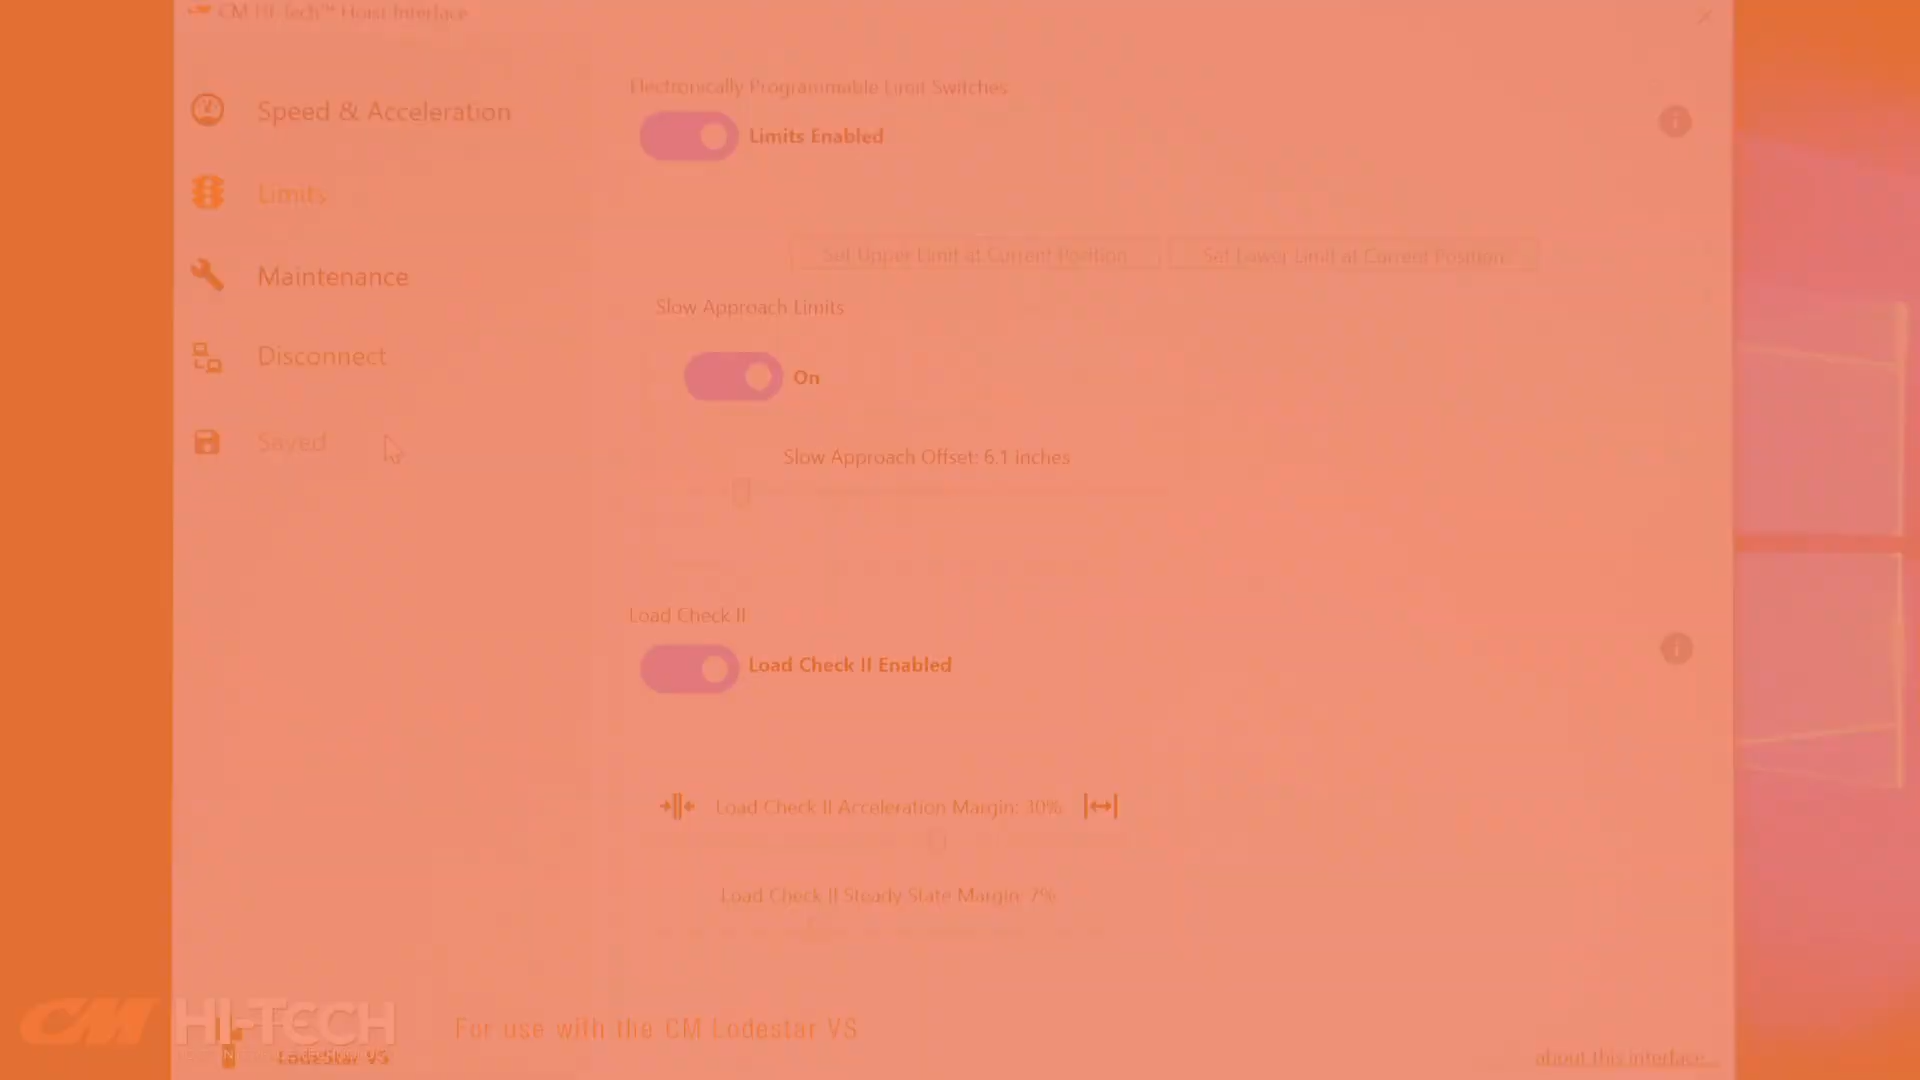 CM HI-Tech™ Hoist Interface
Speed & Acceleration
Limits
Maintenance
Disconnect
Saved
Electronically Programmable Limit Switches
Limits Enabled
Set Upper Limit at Current Position
Set Lower Limit at Current Position
Slow Approach Limits
On
Slow Approach Offset: 6.1 inches
Load Check II
Load Check II Enabled
Load Check II Acceleration Margin: 30%
Load Check II Steady State Margin: 7%
CM HI-TECH
For use with the CM Lodestar VS
LodeStar VS
about this interface...